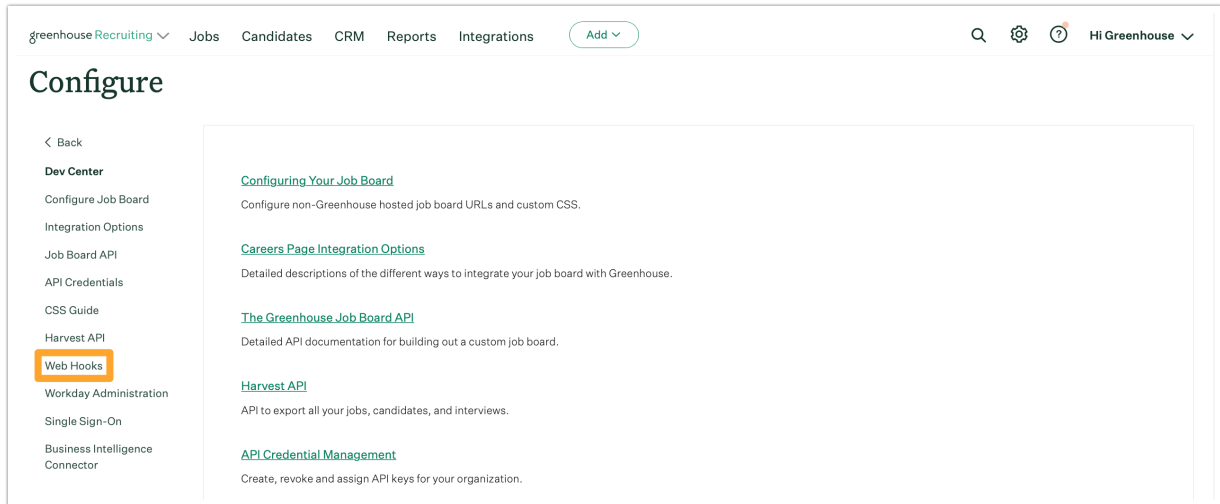 greenhouse Recruiting Jobs Candidates CRM Reports Integrations Add Hi Greenhouse
Configure
Back
Dev Center
Configure Job Board
Integration Options
Job Board API
API Credentials
CSS Guide
Harvest API
Web Hooks
Workday Administration
Single Sign-On
Business Intelligence
Connector
Configuring Your Job Board
Configure non-Greenhouse hosted job board URLs and custom CSS.
Careers Page Integration Options
Detailed descriptions of the different ways to integrate your job board with Greenhouse.
The Greenhouse Job Board API
Detailed API documentation for building out a custom job board.
Harvest API
API to export all your jobs, candidates, and interviews.
API Credential Management
Create, revoke and assign API keys for your organization.